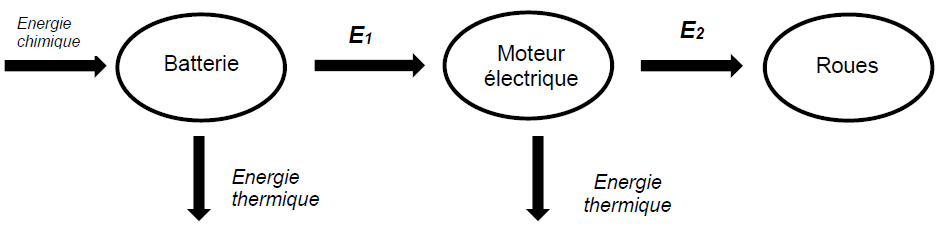 Energie
chimique
Batterie
E1
Moteur
électrique
E2
Roues
Energie
thermique
Energie
thermique